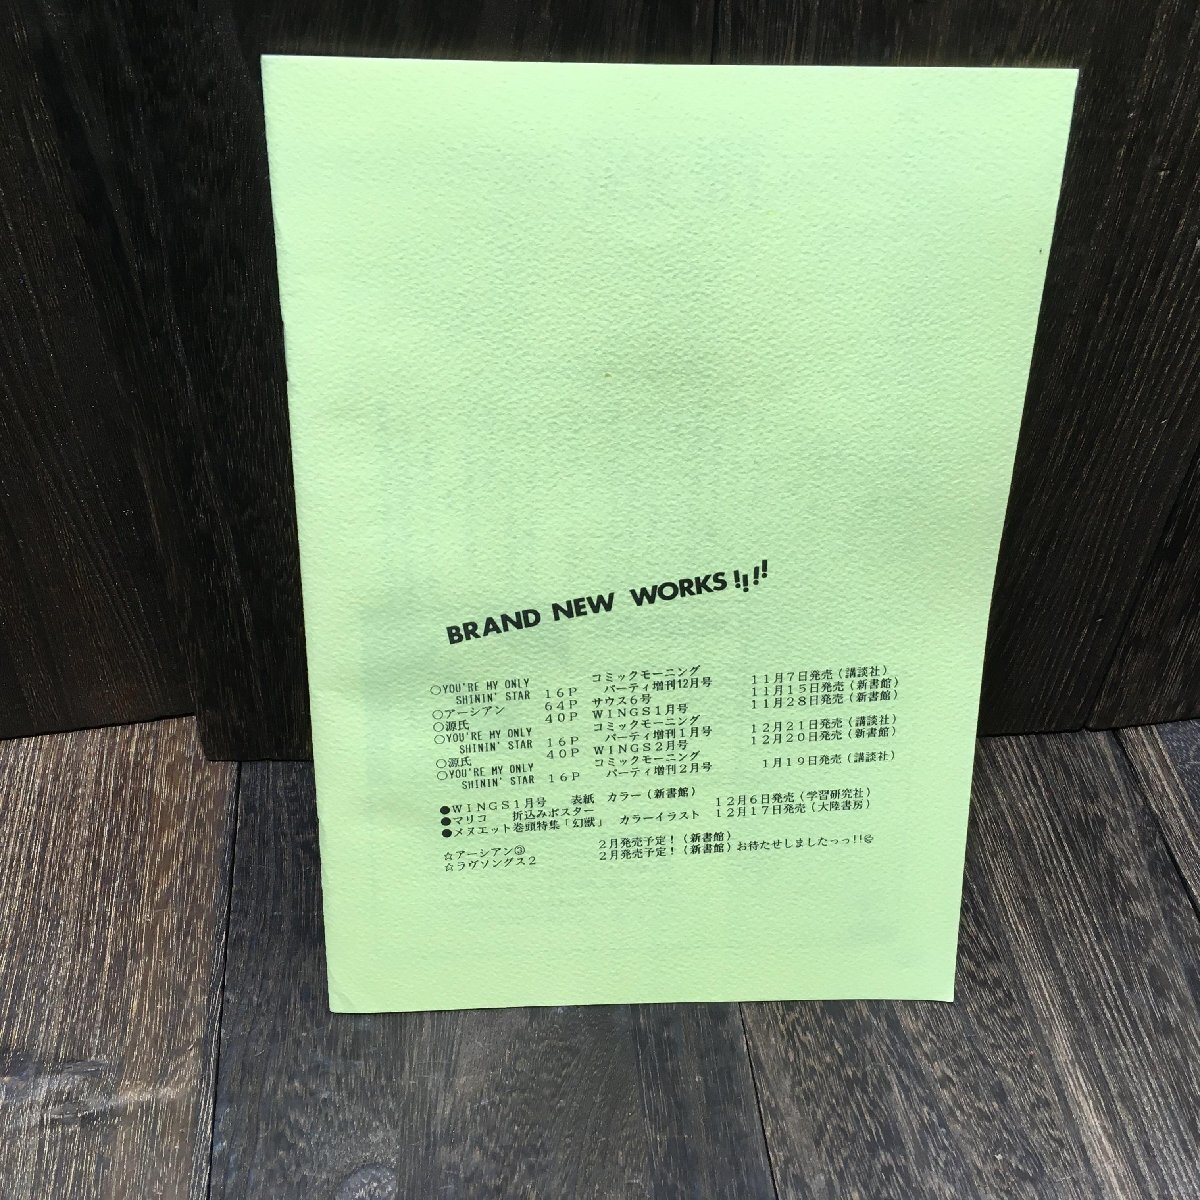 BRAND NEW WORKS!!!!
○YOU'RE MY ONLY コミックモーニング
SHININ' STAR 16P パーティ増刊12月号 11月7日発売(講談社)
○アーシアン 64P サウス6号 11月15日発売(新書館)
○源氏 40P WINGS1月号 11月28日発売(新書館)
○YOU'RE MY ONLY コミックモーニング
SHININ' STAR 16P パーティ増刊1月号 12月21日発売(講談社)
○源氏 40P WINGS2月号 12月20日発売(新書館)
○YOU'RE MY ONLY コミックモーニング
SHININ' STAR 16P パーティ増刊2月号 1月19日発売(講談社)
●WINGS1月号 表紙 カラー(新書館)
●マリコ 折込みポスター 12月6日発売(学習研究社)
●メヌエット巻頭特集「幻獣」 カラーイラスト 12月17日発売(大陸書房)
☆アーシアン③ 2月発売予定!(新書館)
☆ラヴソングス2 2月発売予定!(新書館)お待たせしましたっっ!!